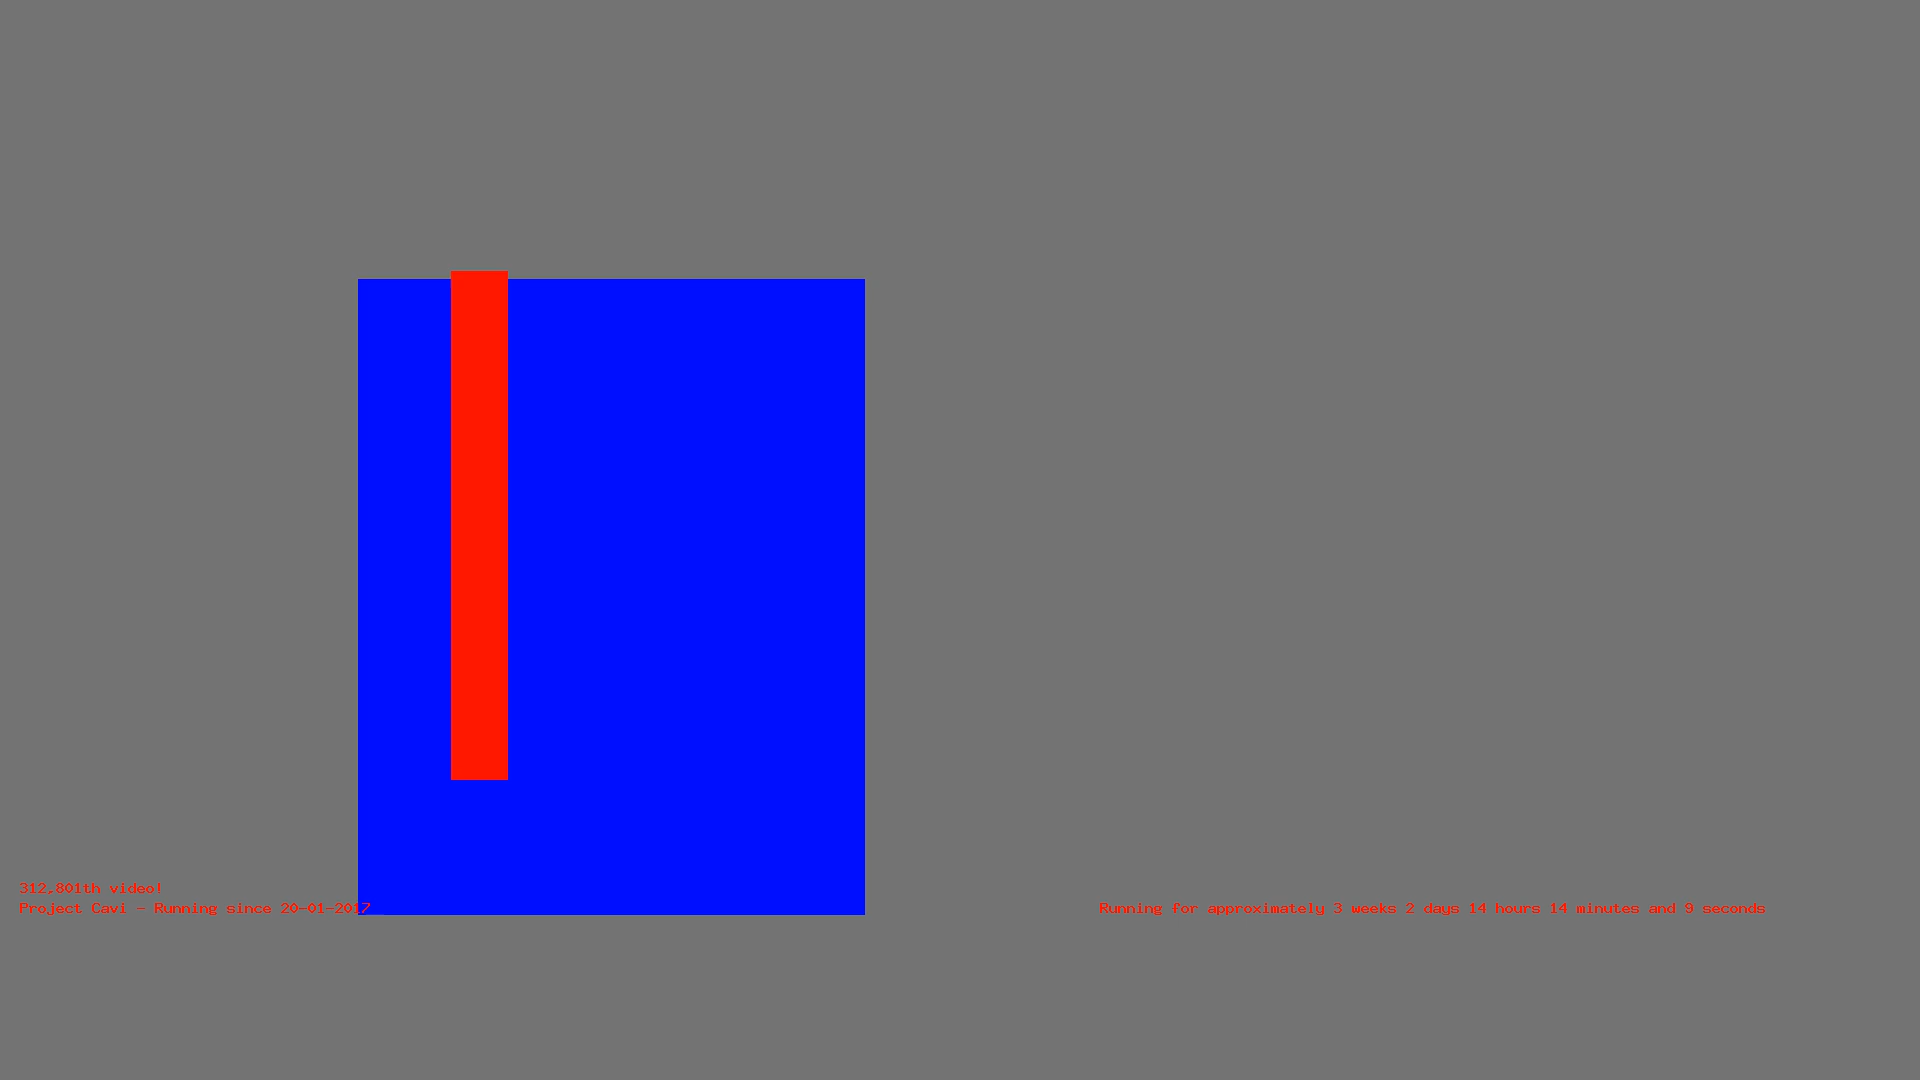 312,801th video!
Project Cavi - Running since 20-01-2017
Running for approximately 3 weeks 2 days 14 hours 14 minutes and 9 seconds